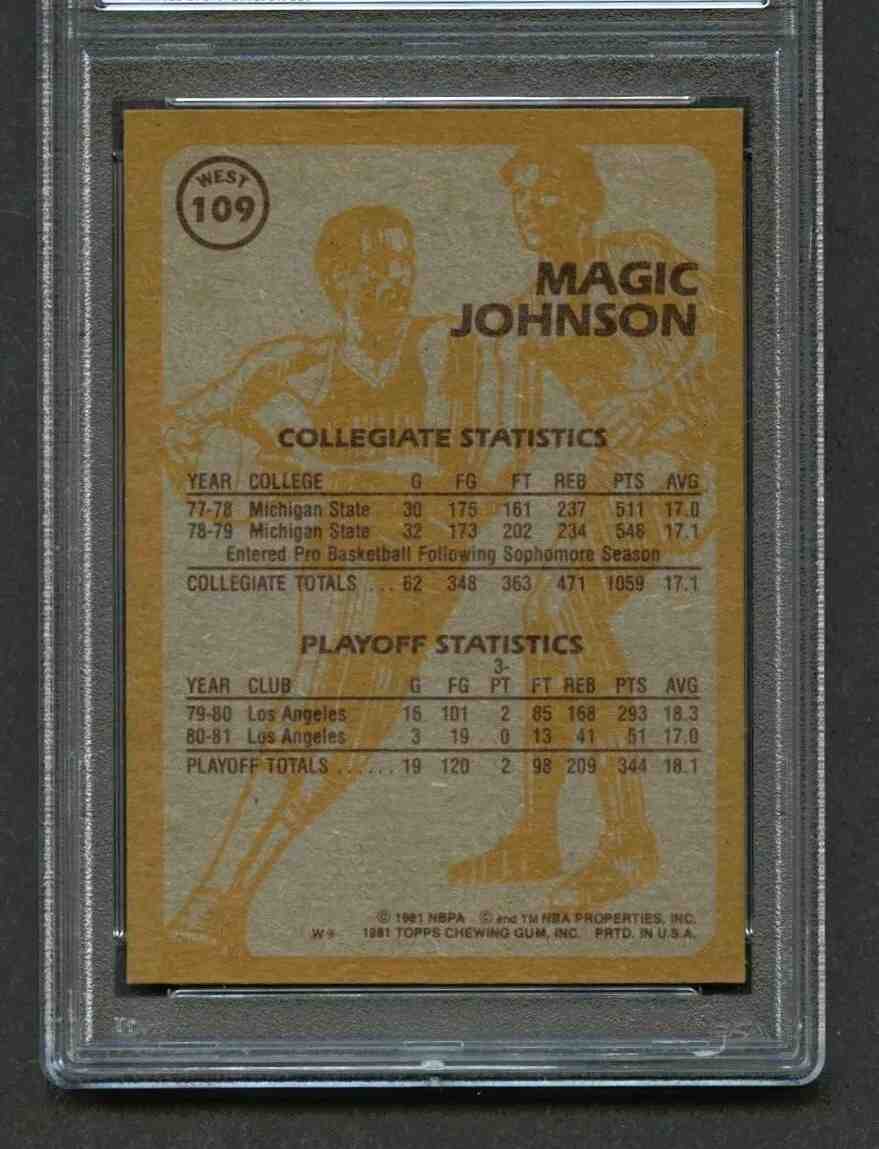 WEST
109
MAGIC
JOHNSON
COLLEGIATE STATISTICS
YEAR COLLEGE G FG FT REB PTS AVG
77-78 Michigan State 30 175 161 237 511 17.0
78-79 Michigan State 32 173 202 234 548 17.1
Entered Pro Basketball Following Sophomore Season
COLLEGIATE TOTALS ... 62 348 363 471 1059 17.1
PLAYOFF STATISTICS
3-
YEAR CLUB G FG PT FT REB PTS AVG
79-80 Los Angeles 16 101 2 85 168 293 18.3
80-81 Los Angeles 3 19 0 13 41 51 17.0
PLAYOFF TOTALS ...... 19 120 2 98 209 344 18.1
© 1981 NBPA © and TM NBA PROPERTIES, INC.
1981 TOPPS CHEWING GUM, INC. PRTD. IN U.S.A.